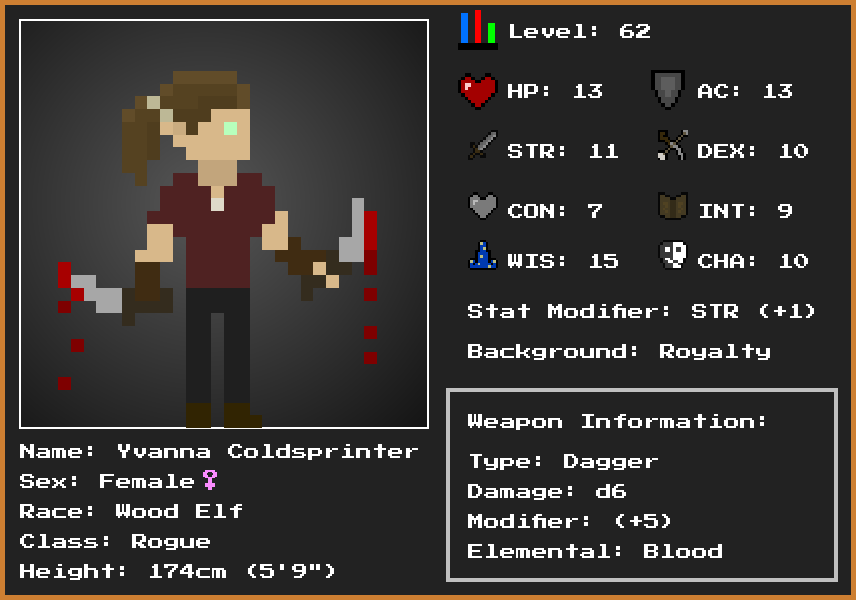 Level: 62
HP: 13 AC: 13
STR: 11 DEX: 10
CON: 7 INT: 9
WIS: 15 CHA: 10
Stat Modifier: STR (+1)
Background: Royalty
Weapon Information:
Type: Dagger
Damage: d6
Modifier: (+5)
Elemental: Blood
Name: Yvanna Coldsprinter
Sex: Female♀
Race: Wood Elf
Class: Rogue
Height: 174cm (5'9")